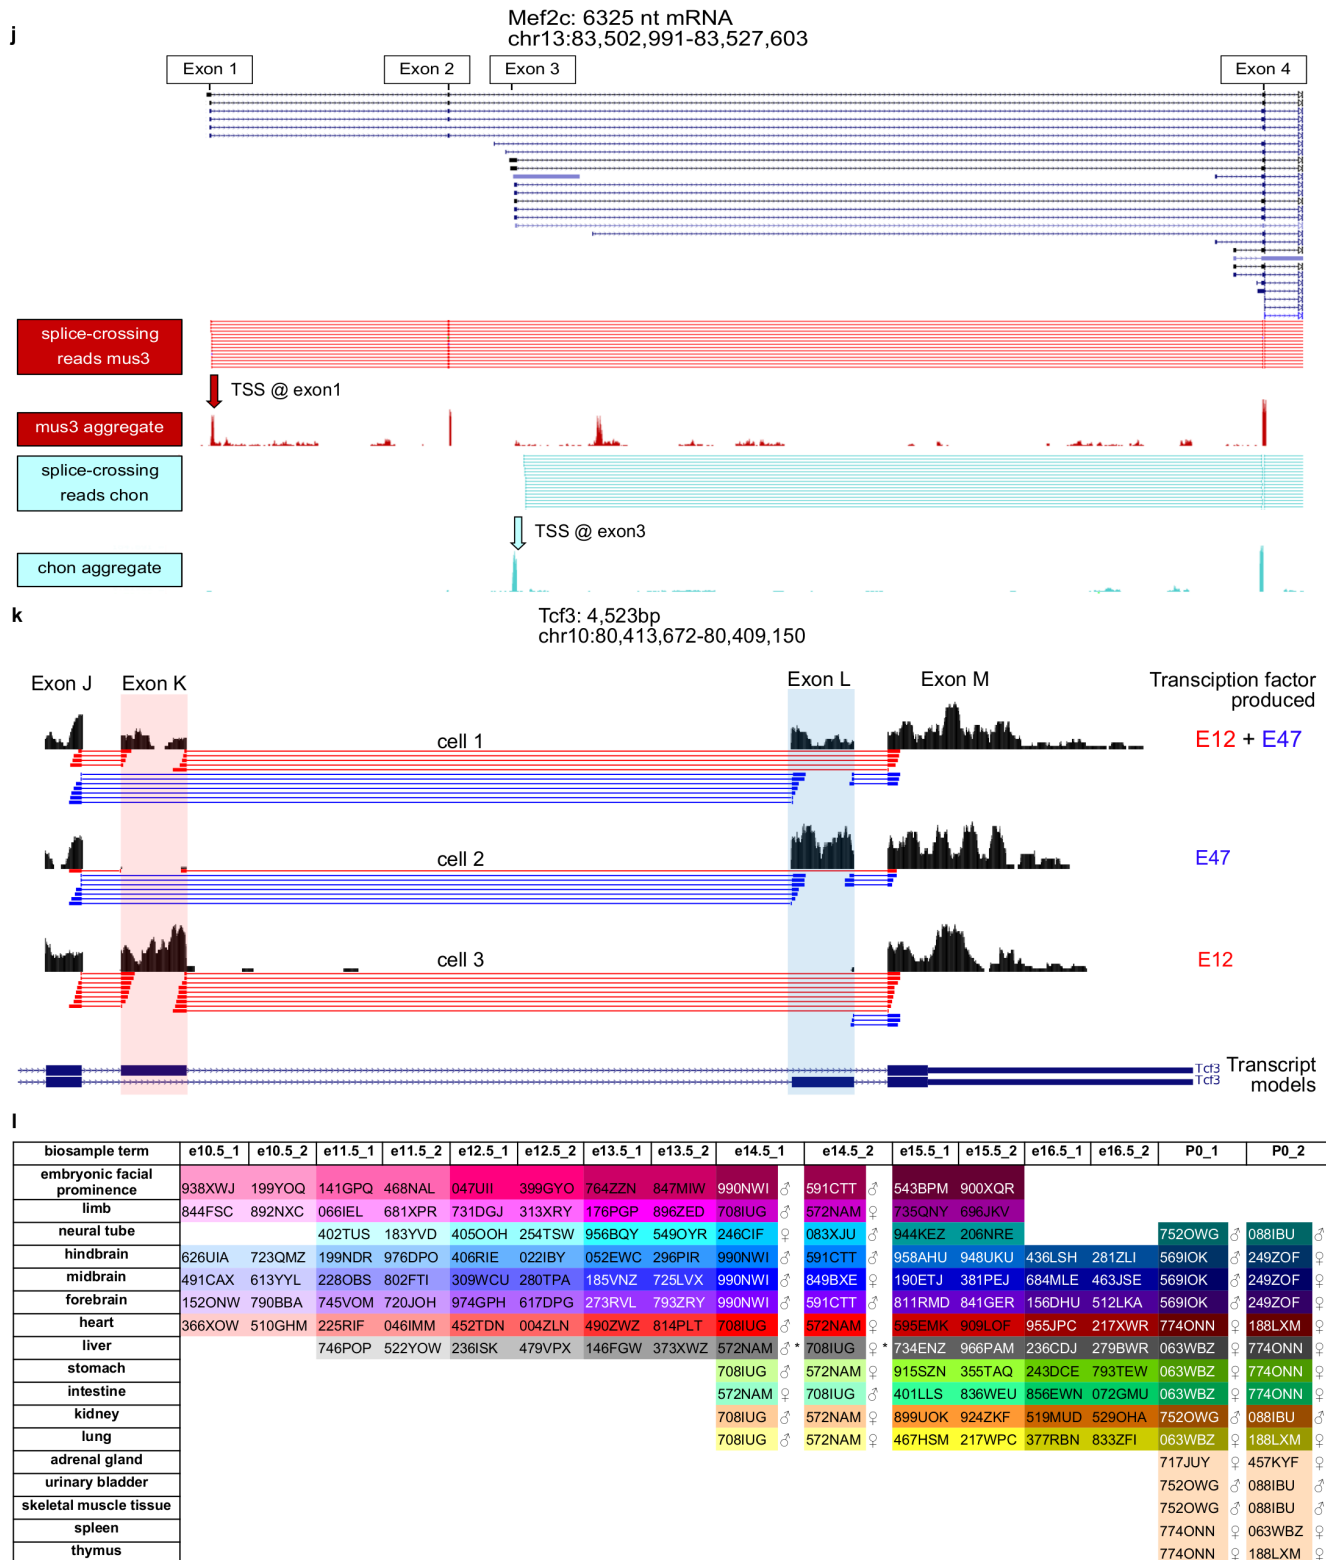 j
Mef2c: 6325 nt mRNA
chr13:83,502,991-83,527,603
Exon 1 Exon 2 Exon 3 Exon 4
splice-crossing
reads mus3
TSS @ exon1
mus3 aggregate
splice-crossing
reads chon
TSS @ exon3
chon aggregate
k
Tcf3: 4,523bp
chr10:80,413,672-80,409,150
Exon J Exon K Exon L Exon M Transciption factor
produced
cell 1 E12 + E47
cell 2 E47
cell 3 E12
Tcf3 Transcript
Tcf3 models
l
biosample term e10.5_1 e10.5_2 e11.5_1 e11.5_2 e12.5_1 e12.5_2 e13.5_1 e13.5_2 e14.5_1 e14.5_2 e15.5_1 e15.5_2 e16.5_1 e16.5_2 P0_1 P0_2
embryonic facial
prominence 938XWJ 199YOQ 141GPQ 468NAL 047UII 399GYO 764ZZN 847MIW 990NWI ♂ 591CTT ♂ 543BPM 900XQR
limb 844FSC 892NXC 066IEL 681XPR 731DGJ 313XRY 176PGP 896ZED 708IUG ♂ 572NAM ♀ 735QNY 696JKV
neural tube 402TUS 183YVD 405OOH 254TSW 956BQY 549OYR 246CIF ♀ 083XJU ♂ 944KEZ 206NRE 752OWG ♂ 088IBU ♂
hindbrain 626UIA 723QMZ 199NDR 976DPO 406RIE 022IBY 052EWC 296PIR 990NWI ♂ 591CTT ♂ 958AHU 948UKU 436LSH 281ZLI 569IOK ♂ 249ZOF ♀
midbrain 491CAX 613YYL 228OBS 802FTI 309WCU 280TPA 185VNZ 725LVX 990NWI ♂ 849BXE ♀ 190ETJ 381PEJ 684MLE 463JSE 569IOK ♂ 249ZOF ♀
forebrain 152ONW 790BBA 745VOM 720JOH 974GPH 617DPG 273RVL 793ZRY 990NWI ♂ 591CTT ♂ 811RMD 841GER 156DHU 512LKA 569IOK ♂ 249ZOF ♀
heart 366XOW 510GHM 225RIF 046IMM 452TDN 004ZLN 490ZWZ 814PLT 708IUG ♂ 572NAM ♀ 595EMK 909LOF 955JPC 217XWR 774ONN ♀ 188LXM ♀
liver 746POP 522YOW 236ISK 479VPX 146FGW 373XWZ 572NAM ♂ * 708IUG ♀ * 734ENZ 966PAM 236CDJ 279BWR 063WBZ ♀ 774ONN ♀
stomach 708IUG ♂ 572NAM ♀ 915SZN 355TAQ 243DCE 793TEW 063WBZ ♀ 774ONN ♀
intestine 572NAM ♀ 708IUG ♂ 401LLS 836WEU 856EWN 072GMU 063WBZ ♀ 774ONN ♀
kidney 708IUG ♂ 572NAM ♀ 899UOK 924ZKF 519MUD 529OHA 752OWG ♂ 088IBU ♂
lung 708IUG ♂ 572NAM ♀ 467HSM 217WPC 377RBN 833ZFI 063WBZ ♀ 188LXM ♀
adrenal gland 717JUY ♀ 457KYF ♀
urinary bladder 752OWG ♂ 088IBU ♂
skeletal muscle tissue 752OWG ♂ 088IBU ♂
spleen 774ONN ♀ 063WBZ ♀
thymus 774ONN ♀ 188LXM ♀